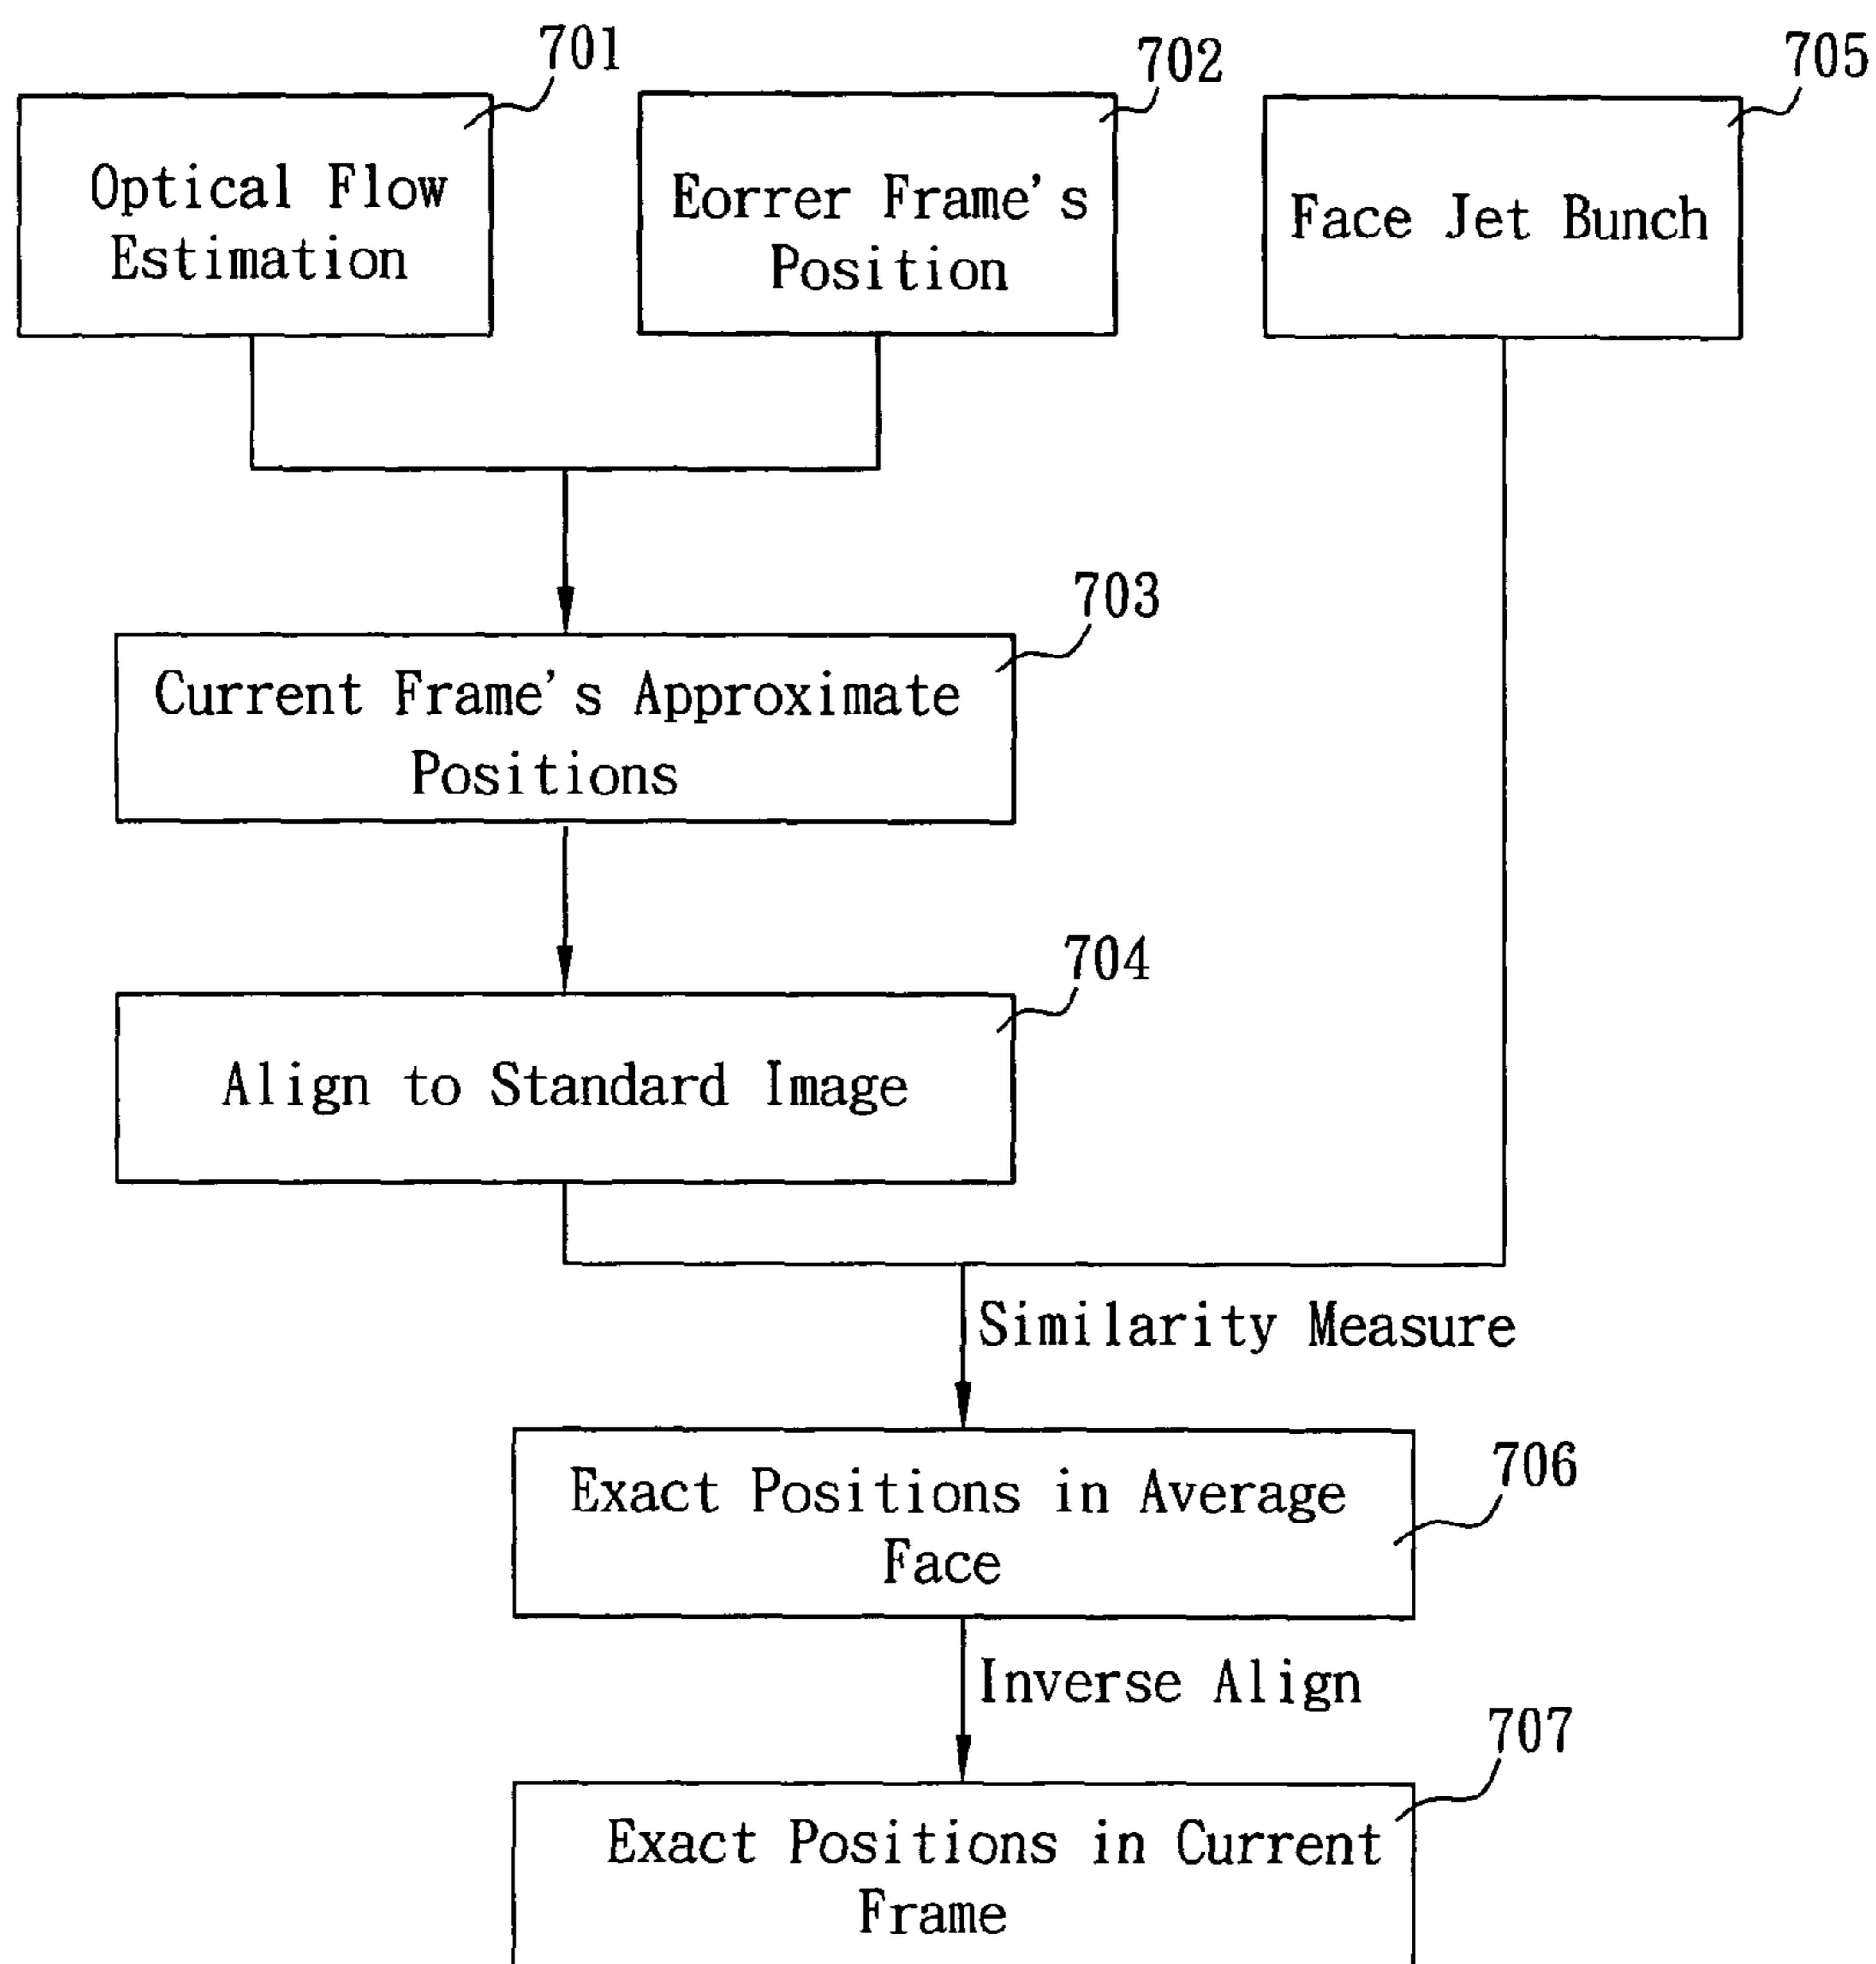 701
Optical Flow
Estimation
702
Eorrer Frame's
Position
705
Face Jet Bunch
703
Current Frame's Approximate
Positions
704
Align to Standard Image
Similarity Measure
706
Exact Positions in Average
Face
Inverse Align
707
Exact Positions in Current
Frame